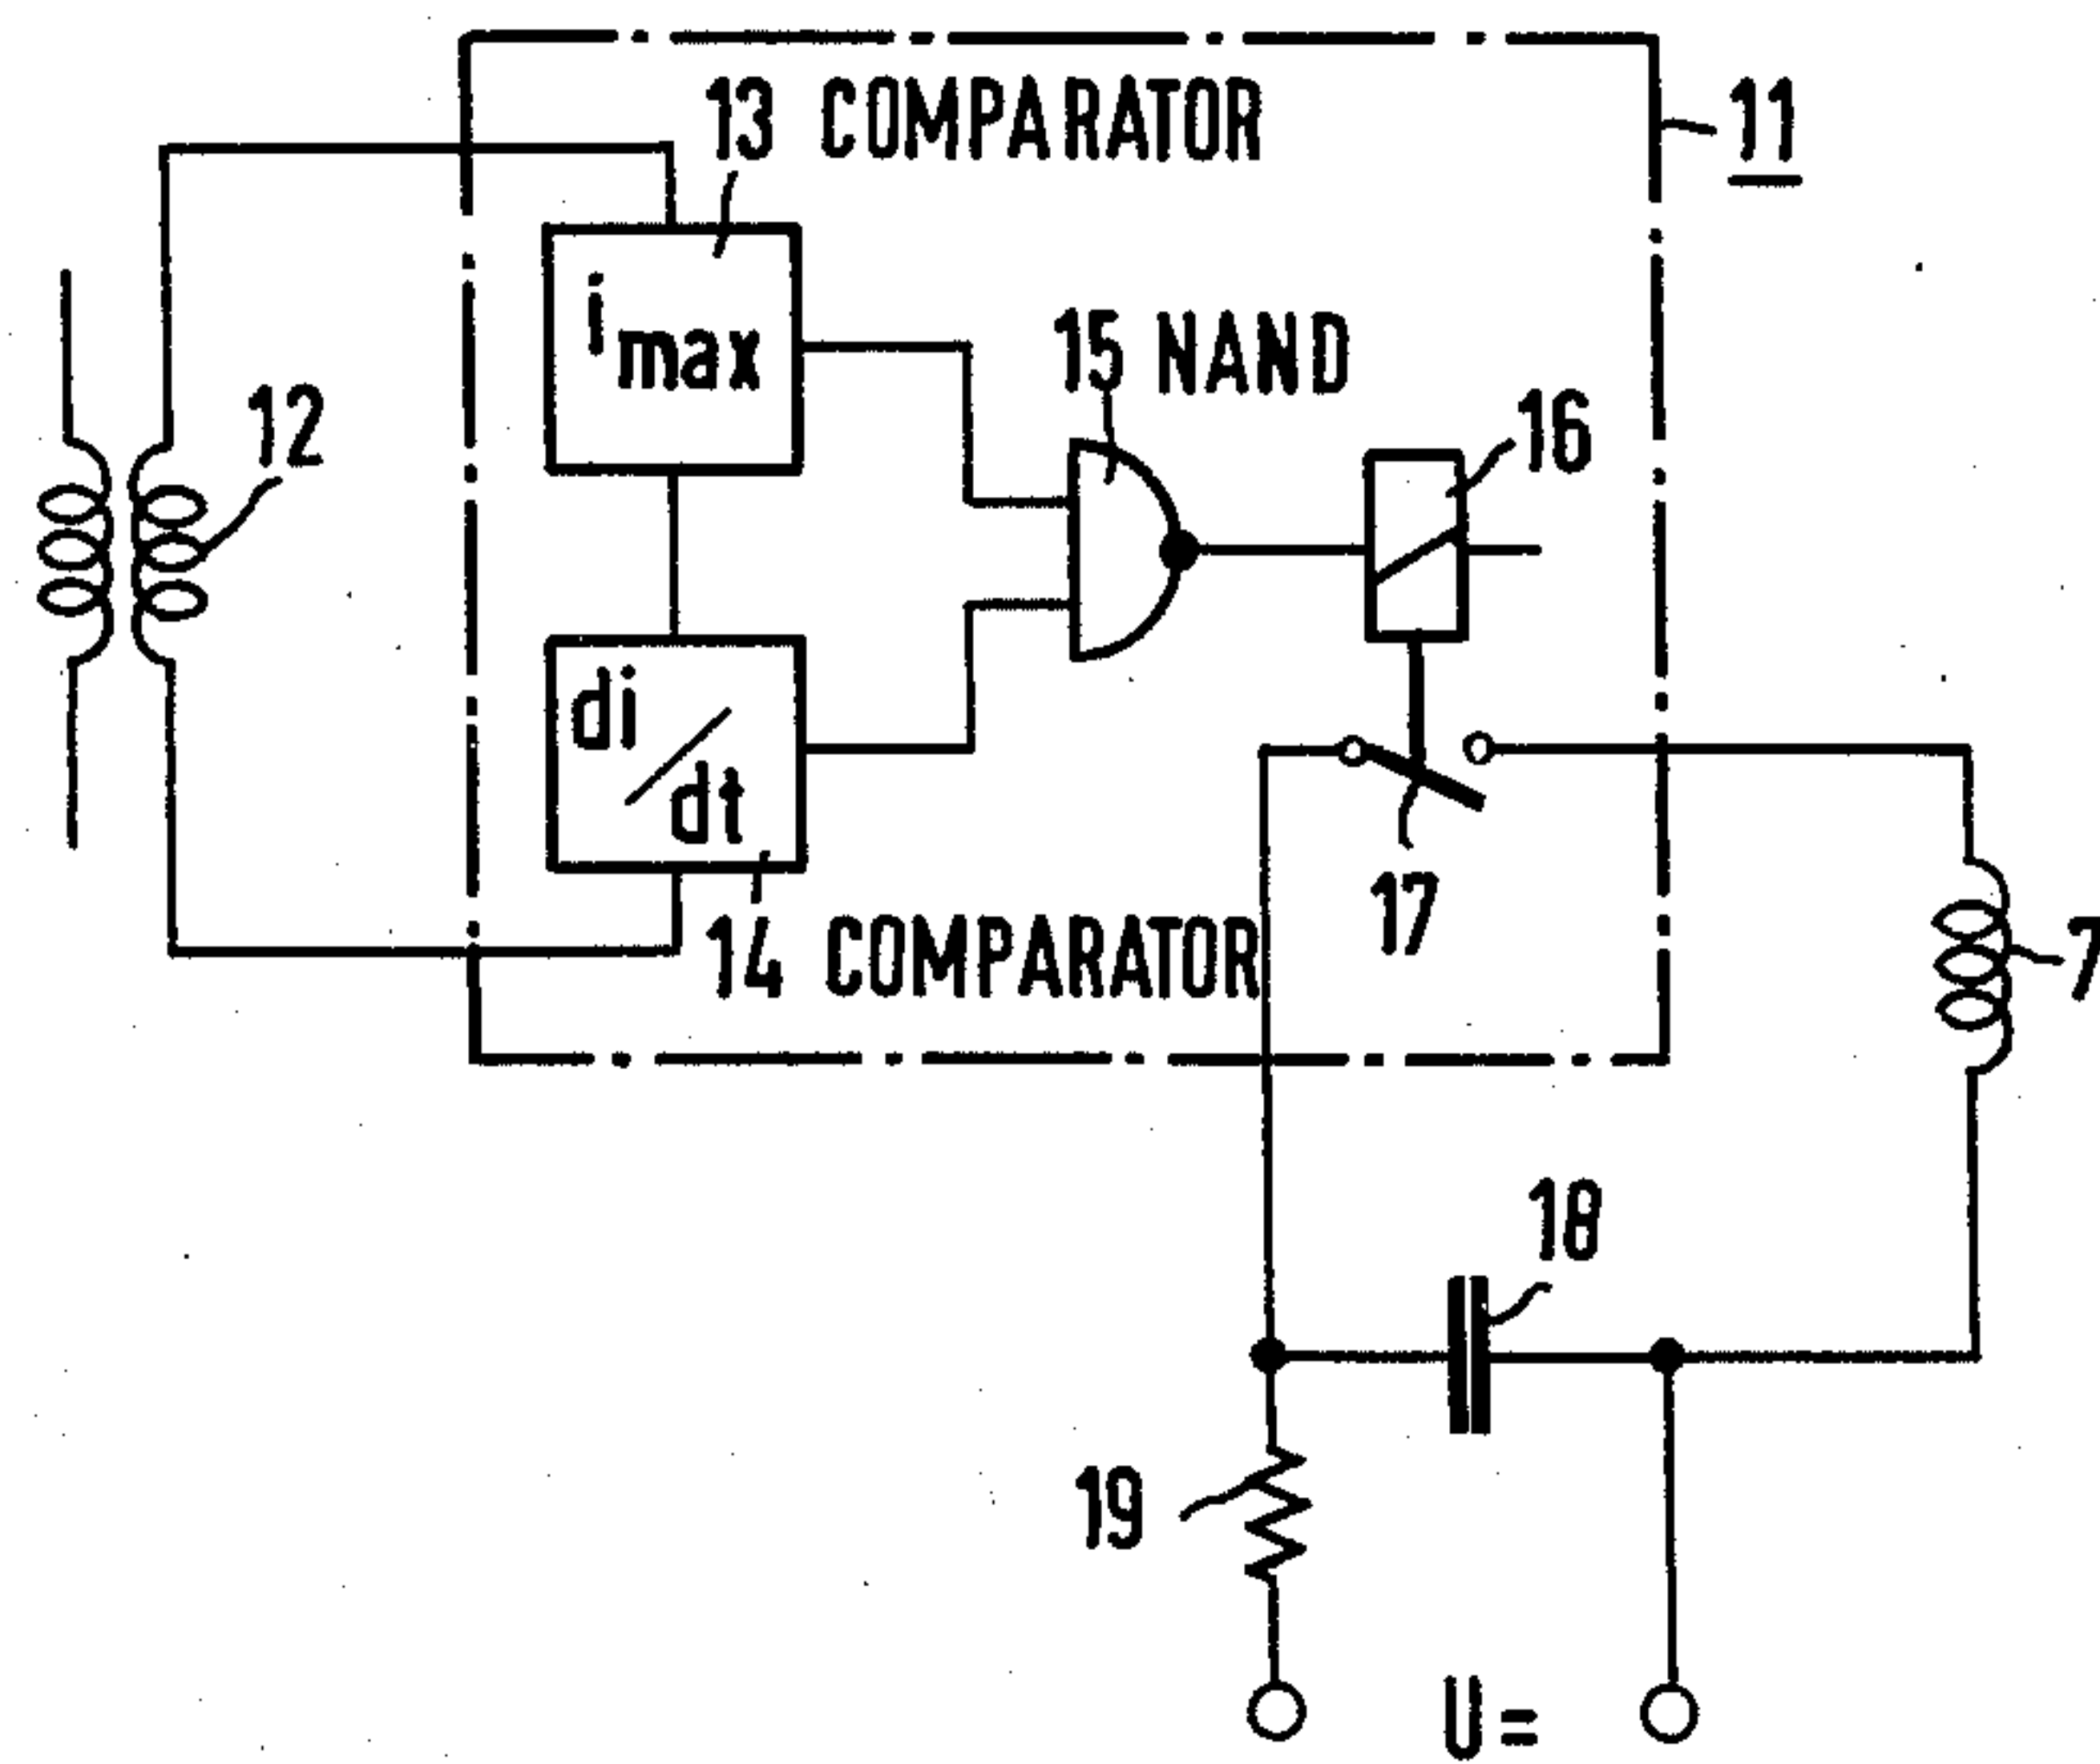 13 COMPARATOR
11
i max
15 NAND
12
16
di/dt
17
14 COMPARATOR
7
18
19
U =